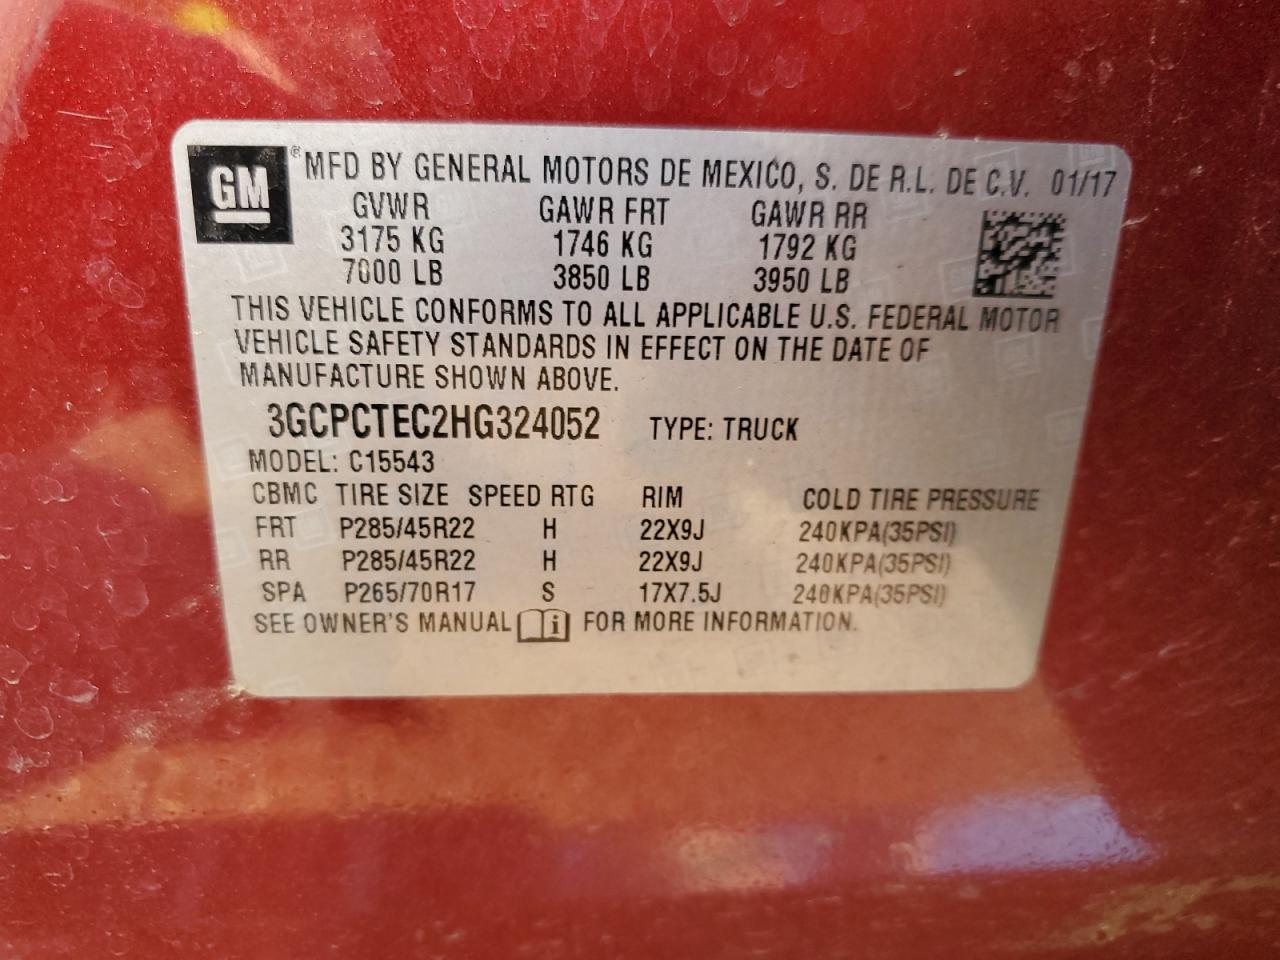 GM ® MFD BY GENERAL MOTORS DE MEXICO, S. DE R.L. DE C.V. 01/17
GVWR GAWR FRT GAWR RR
3175 KG 1746 KG 1792 KG
7000 LB 3850 LB 3950 LB
THIS VEHICLE CONFORMS TO ALL APPLICABLE U.S. FEDERAL MOTOR
VEHICLE SAFETY STANDARDS IN EFFECT ON THE DATE OF
MANUFACTURE SHOWN ABOVE.
3GCPCTEC2HG324052 TYPE: TRUCK
MODEL: C15543
CBMC TIRE SIZE SPEED RTG RIM COLD TIRE PRESSURE
FRT P285/45R22 H 22X9J 240KPA(35PSI)
RR P285/45R22 H 22X9J 240KPA(35PSI)
SPA P265/70R17 S 17X7.5J 240KPA(35PSI)
SEE OWNER'S MANUAL i FOR MORE INFORMATION.